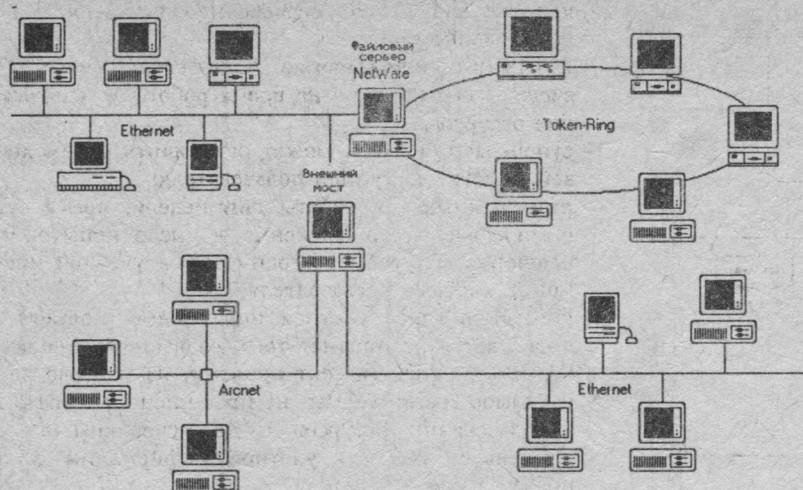 Файловый
сервер
NetWare
Ethernet
Token-Ring
Внешний
мост
Arcnet
Ethernet